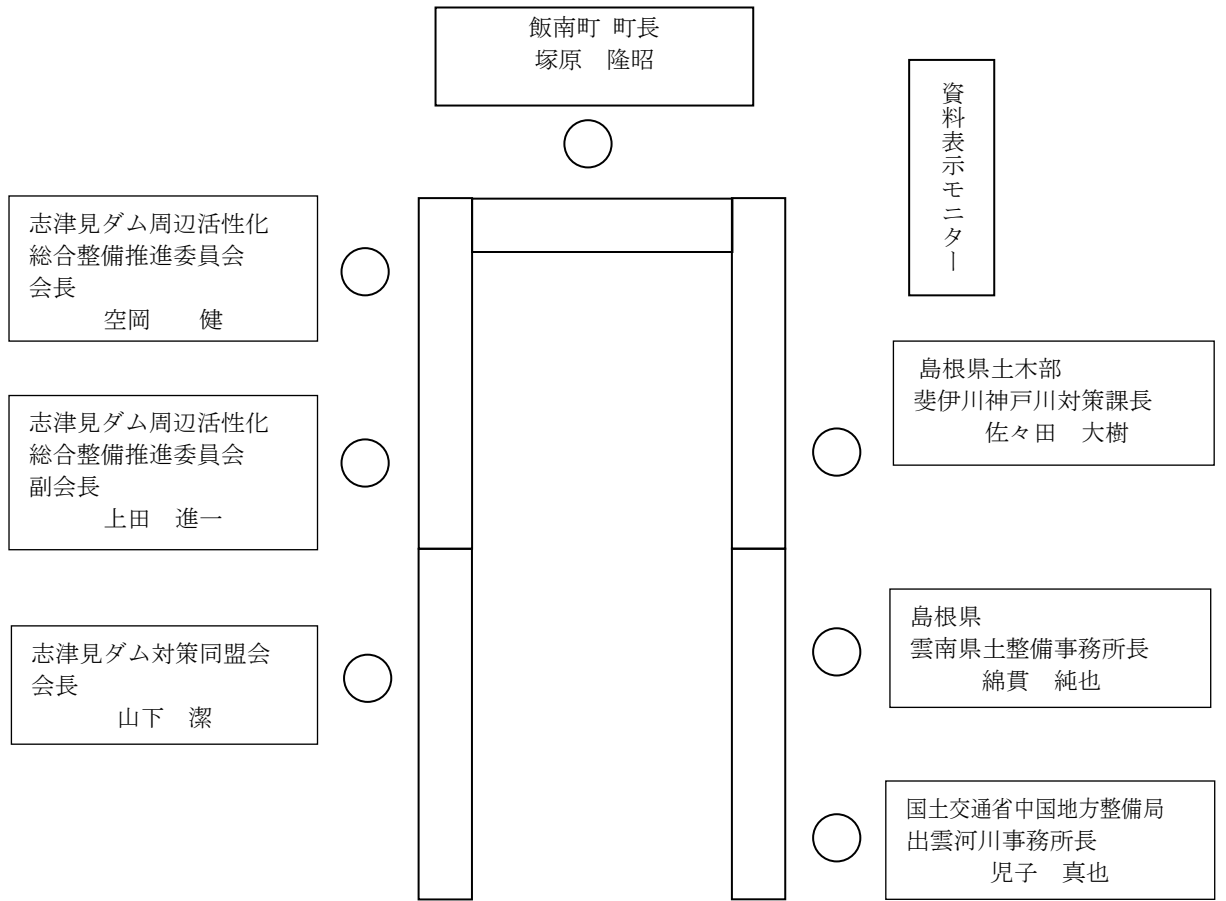 飯南町 町長
塚原　隆昭
資料表示モニター
志津見ダム周辺活性化
総合整備推進委員会
会長
空岡　　健
志津見ダム周辺活性化
総合整備推進委員会
副会長
上田　進一
志津見ダム対策同盟会
会長
山下　潔
島根県土木部
斐伊川神戸川対策課長
佐々田　大樹
島根県
雲南県土整備事務所長
綿貫　純也
国土交通省中国地方整備局
出雲河川事務所長
児子　真也